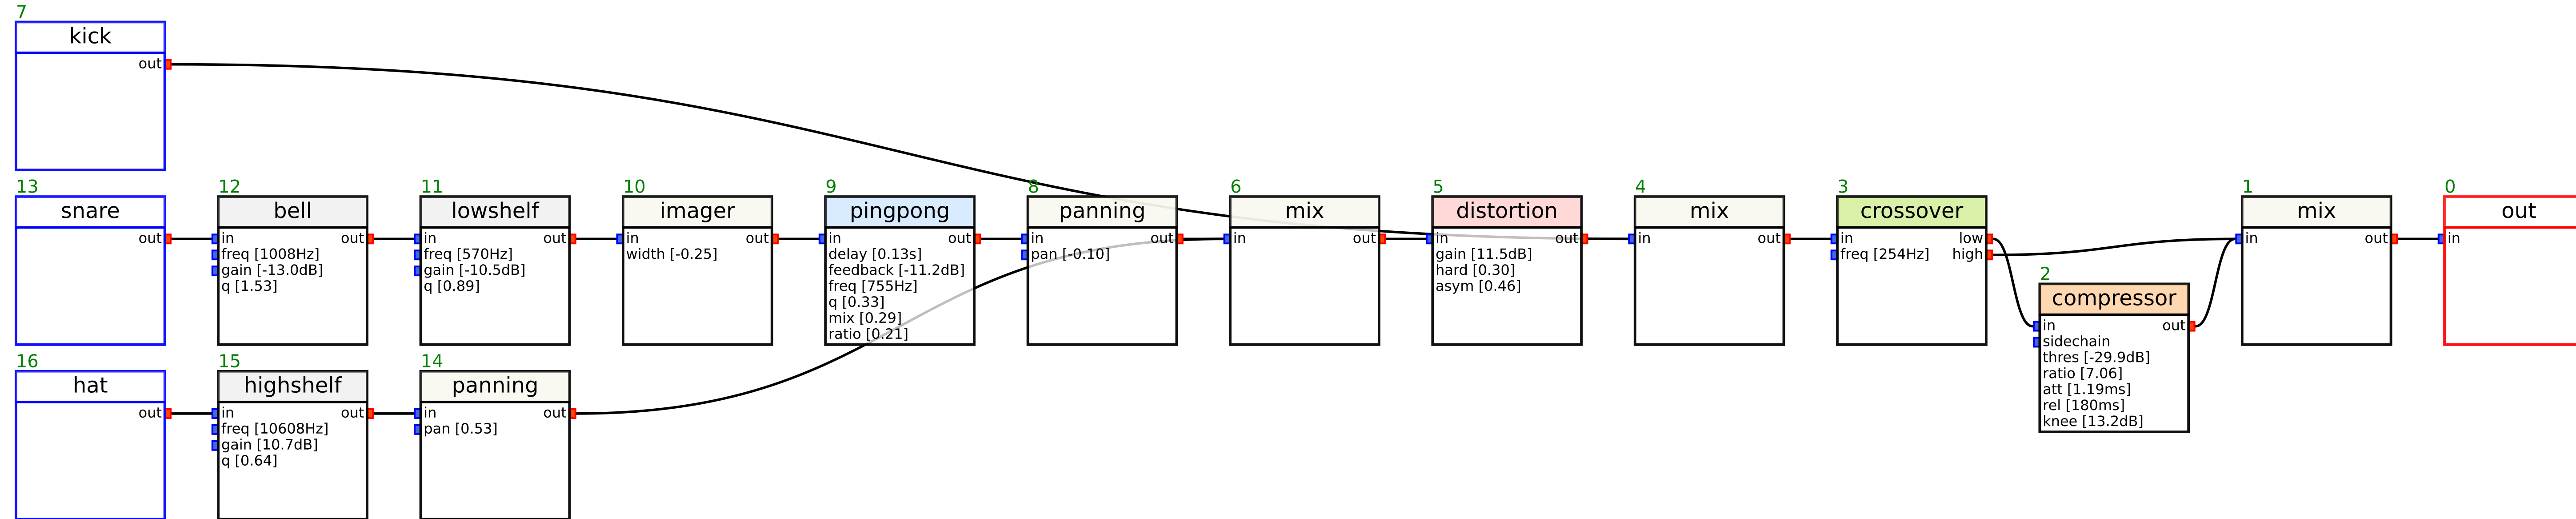 7
kick
out
13
snare
out
12
bell
in out
freq [1008Hz]
gain [-13.0dB]
q [1.53]
11
lowshelf
in out
freq [570Hz]
gain [-10.5dB]
q [0.89]
10
imager
in out
width [-0.25]
9
pingpong
in out
delay [0.13s]
feedback [-11.2dB]
freq [755Hz]
q [0.33]
mix [0.29]
ratio [0.21]
8
panning
in out
pan [-0.10]
6
mix
in out
5
distortion
in out
gain [11.5dB]
hard [0.30]
asym [0.46]
4
mix
in out
3
crossover
in low
freq [254Hz] high
2
compressor
in out
sidechain
thres [-29.9dB]
ratio [7.06]
att [1.19ms]
rel [180ms]
knee [13.2dB]
1
mix
in out
0
out
in
16
hat
out
15
highshelf
in out
freq [10608Hz]
gain [10.7dB]
q [0.64]
14
panning
in out
pan [0.53]